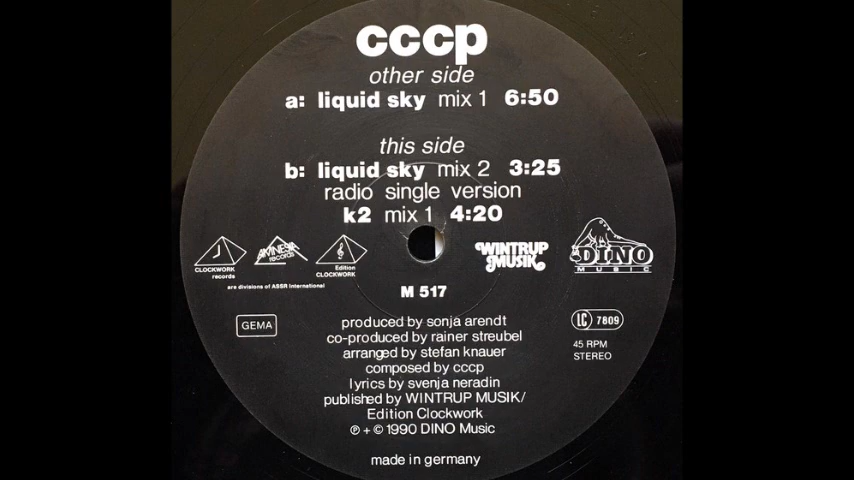 cccp
other side
a: liquid sky mix 1 6:50
this side
b: liquid sky mix 2 3:25
radio single version
k2 mix 1 4:20
CLOCKWORK
records
AMNESIA
records
Edition
CLOCKWORK
are divisions of ASSR International
WINTRUP
MUSIK
DINO
MUSIC
M 517
GEMA
LC 7809
45 RPM
STEREO
produced by sonja arendt
co-produced by rainer streubel
arranged by stefan knauer
composed by cccp
lyrics by svenja neradin
published by WINTRUP MUSIK/
Edition Clockwork
℗ + © 1990 DINO Music
made in germany